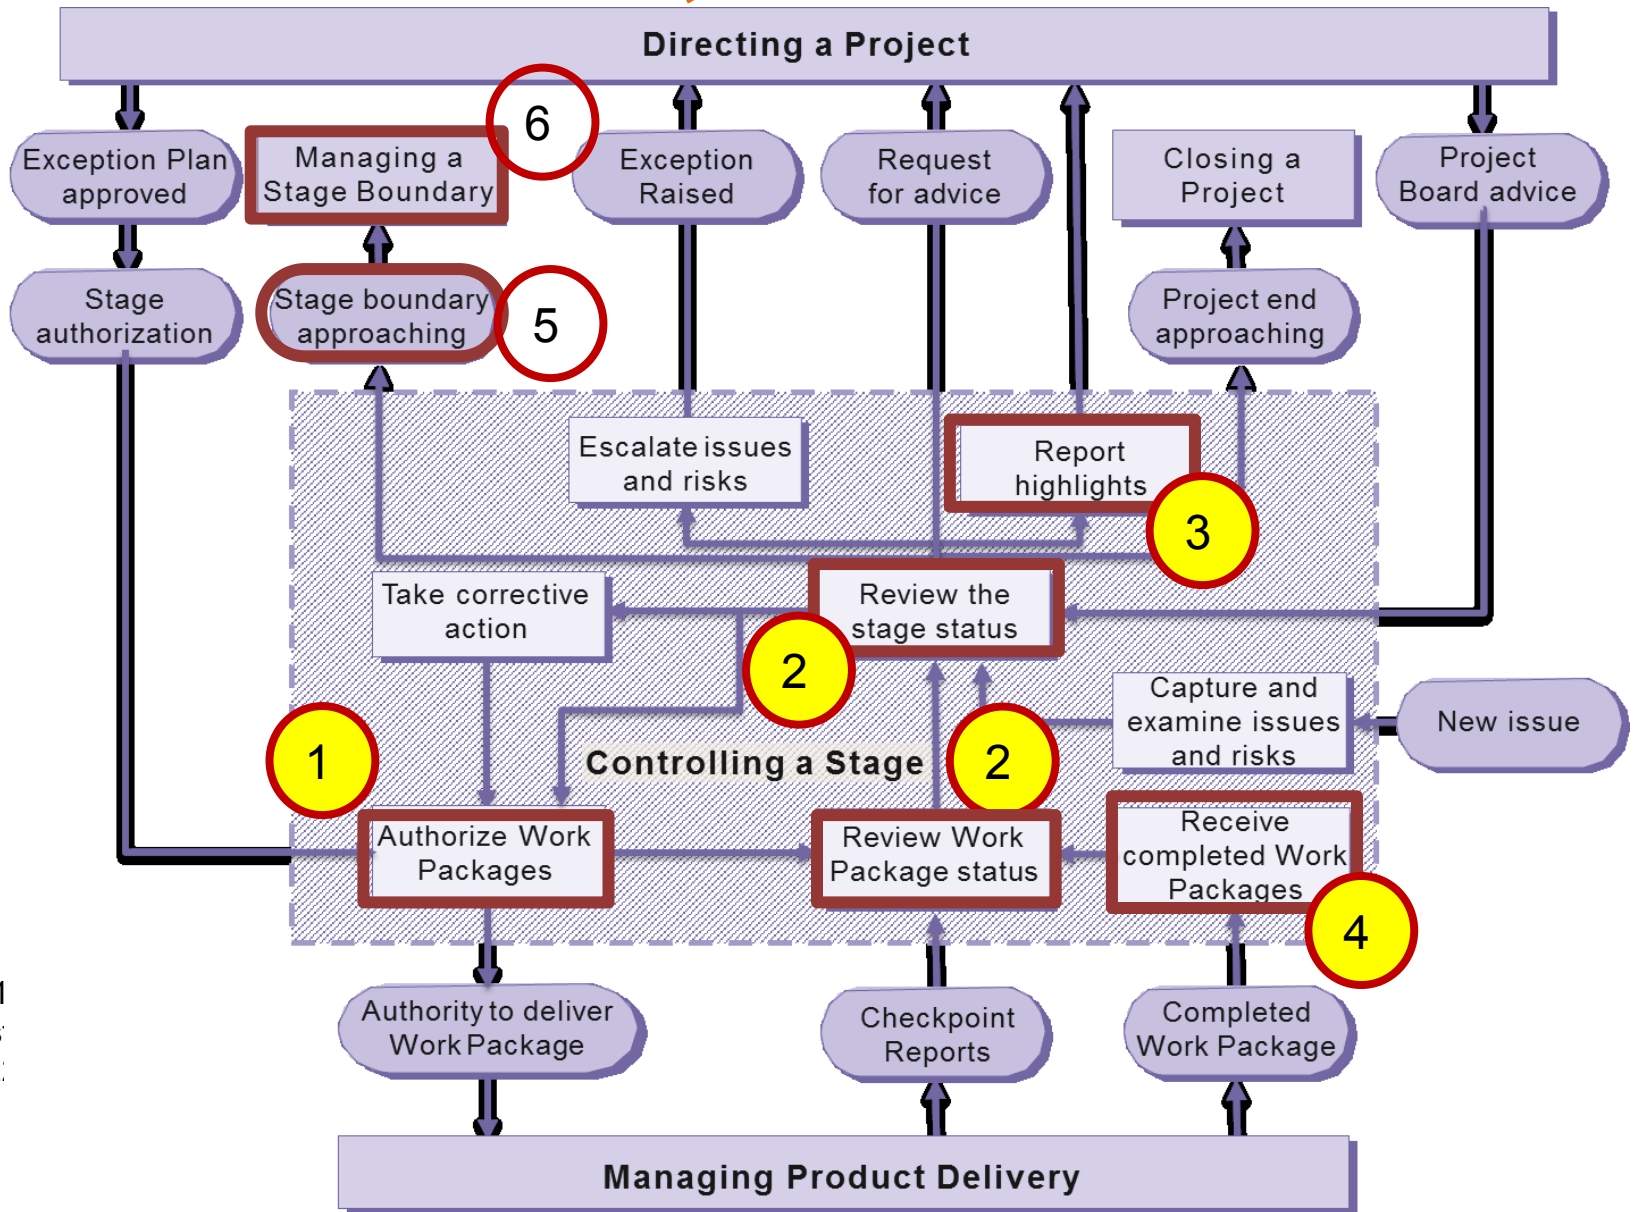 Directing a Project
6
Exception Plan
approved
Managing a
Stage Boundary
Exception
Raised
Request
for advice
Closing a
Project
Project
Board advice
Stage
authorization
Stage boundary
approaching
5
Project end
approaching
Escalate issues
and risks
Report
highlights
3
Take corrective
action
Review the
stage status
2
Capture and
examine issues
and risks
New issue
1
Controlling a Stage
2
Authorize Work
Packages
Review Work
Package status
Receive
completed Work
Packages
4
Authority to deliver
Work Package
Checkpoint
Reports
Completed
Work Package
Managing Product Delivery